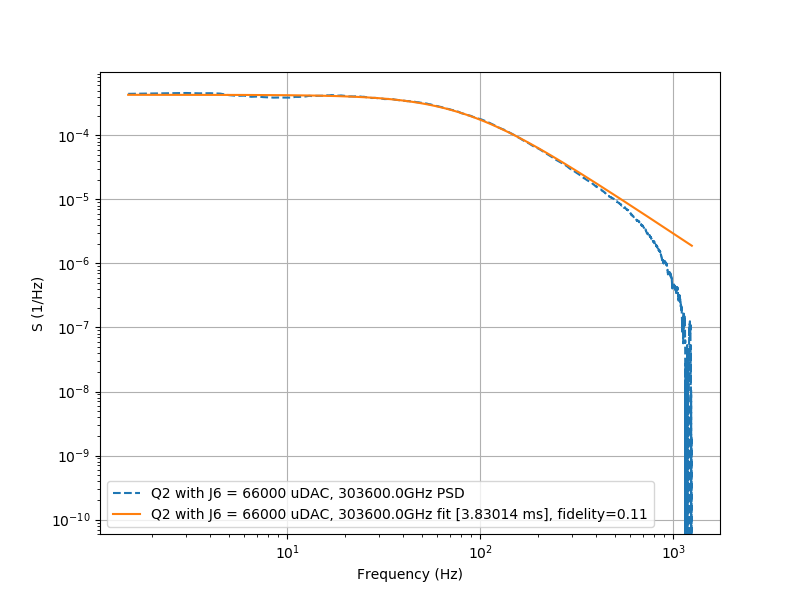 10⁻⁴
10⁻⁵
10⁻⁶
10⁻⁷
10⁻⁸
10⁻⁹
10⁻¹⁰
S (1/Hz)
Q2 with J6 = 66000 uDAC, 303600.0GHz PSD
Q2 with J6 = 66000 uDAC, 303600.0GHz fit [3.83014 ms], fidelity=0.11
10¹ 10² 10³
Frequency (Hz)